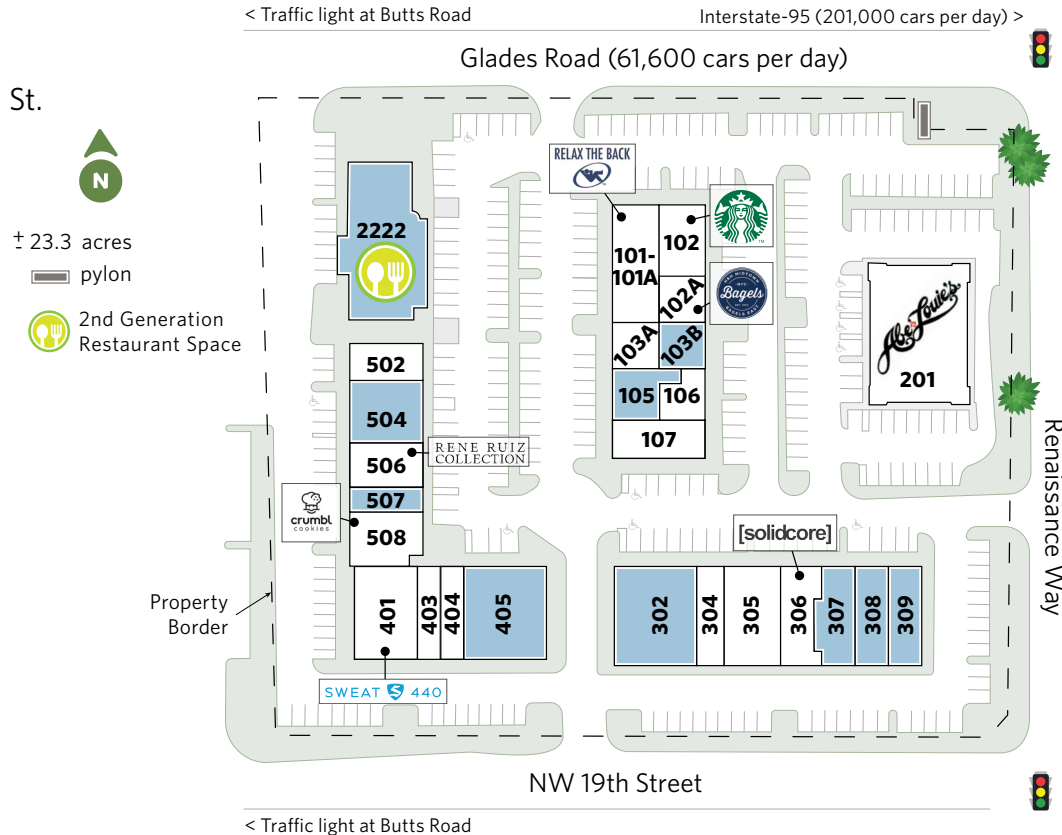 < Traffic light at Butts Road
Interstate-95 (201,000 cars per day) >
Glades Road (61,600 cars per day)
St.
N
± 23.3 acres
pylon
2nd Generation
Restaurant Space
RELAX THE BACK
2222
101-
101A
102
102A
Bagels
103A
103B
105
106
107
Abe & Louie's
201
502
504
506
RENE RUIZ
COLLECTION
507
508
crumbl
cookies
[solidcore]
401
403
404
405
302
304
305
306
307
308
309
SWEAT 440
Property
Border
Renaissance Way
NW 19th Street
< Traffic light at Butts Road